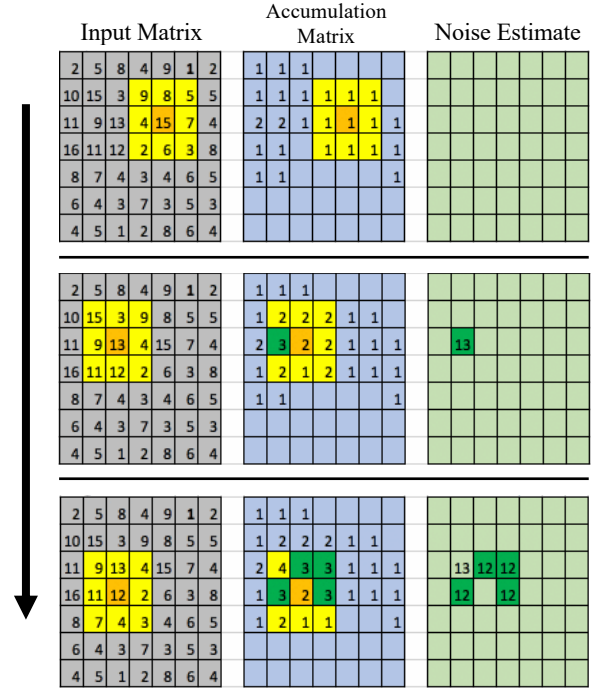 Input Matrix
Accumulation
Matrix
Noise Estimate
2 5 8 4 9 1 2
1 1 1
10 15 3 9 8 5 5
1 1 1 1 1 1
11 9 13 4 15 7 4
2 2 1 1 1 1 1
16 11 12 2 6 3 8
1 1 1 1 1 1
8 7 4 3 4 6 5
1 1 1
6 4 3 7 3 5 3
4 5 1 2 8 6 4
2 5 8 4 9 1 2
1 1 1
10 15 3 9 8 5 5
1 2 2 2 1 1
11 9 13 4 15 7 4
2 3 2 2 1 1 1
13
16 11 12 2 6 3 8
1 2 1 2 1 1 1
8 7 4 3 4 6 5
1 1 1
6 4 3 7 3 5 3
4 5 1 2 8 6 4
2 5 8 4 9 1 2
1 1 1
10 15 3 9 8 5 5
1 2 2 2 1 1
11 9 13 4 15 7 4
2 4 3 3 1 1 1
13 12 12
16 11 12 2 6 3 8
1 3 2 3 1 1 1
12 12
8 7 4 3 4 6 5
1 2 1 1 1
6 4 3 7 3 5 3
4 5 1 2 8 6 4